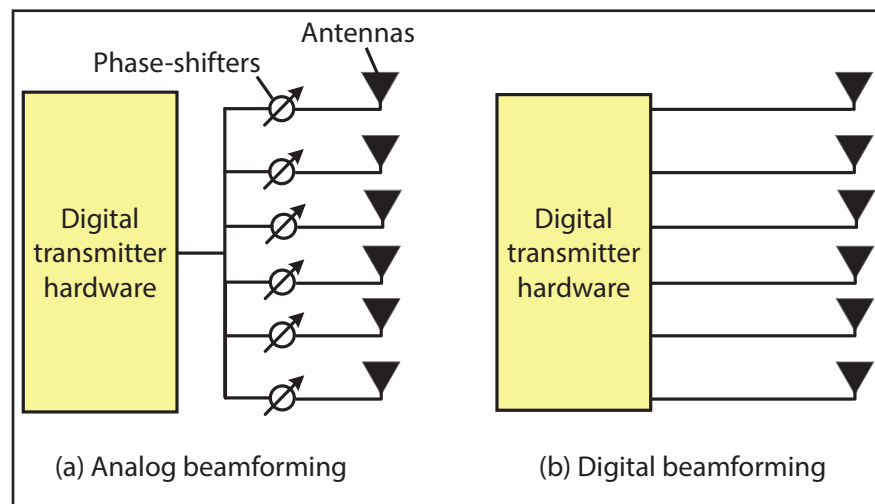 Antennas
Phase-shifters
Digital
transmitter
hardware
Digital
transmitter
hardware
(a) Analog beamforming
(b) Digital beamforming